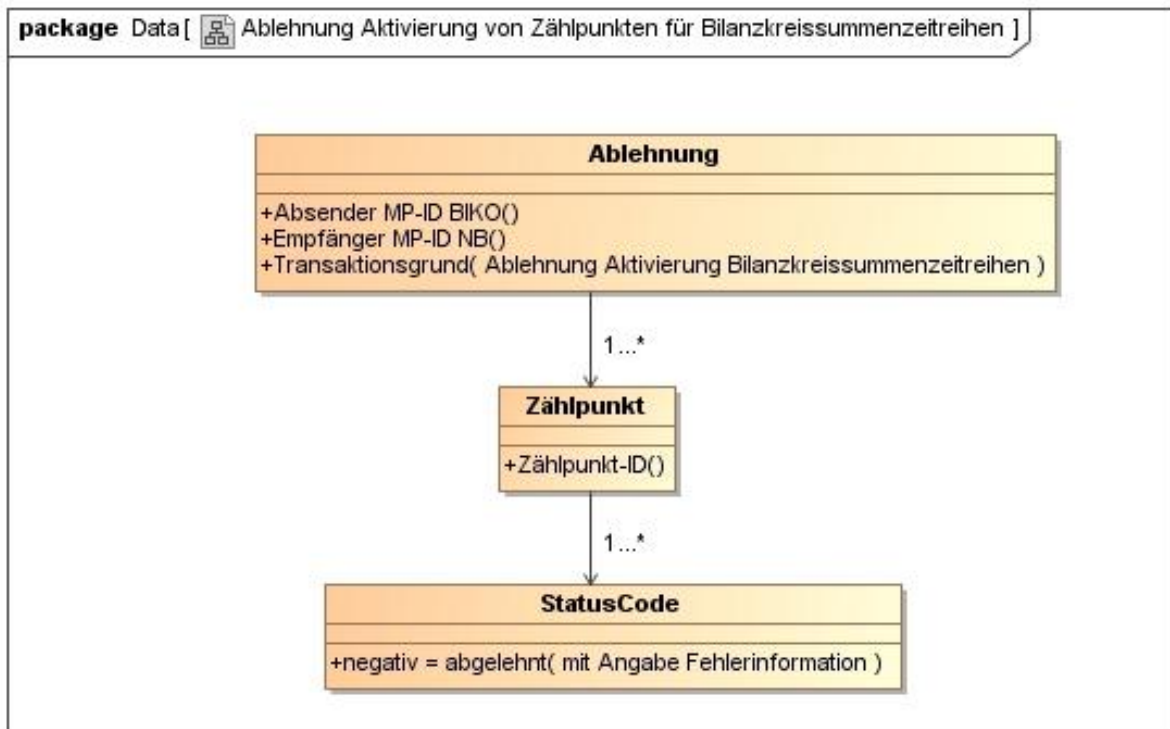 package Data [ Ablehnung Aktivierung von Zählpunkten für Bilanzkreissummenzeitreihen ]
Ablehnung
+Absender MP-ID BIKO()
+Empfänger MP-ID NB()
+Transaktionsgrund( Ablehnung Aktivierung Bilanzkreissummenzeitreihen )
1...*
Zählpunkt
+Zählpunkt-ID()
1...*
StatusCode
+negativ = abgelehnt( mit Angabe Fehlerinformation )